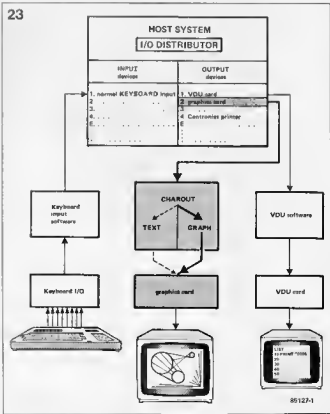 23
HOST SYSTEM
I/O DISTRIBUTOR
INPUT
devices
OUTPUT
devices
1. normal KEYBOARD input
2
3.
4.
E.
1. VDU card
2 graphics card
3
4 Centronics printer
E
Keyboard
input
software
CHAROUT
TEXT
GRAPH
VDU software
Keyboard I/O
graphics card
VDU card
LIST
85127-1